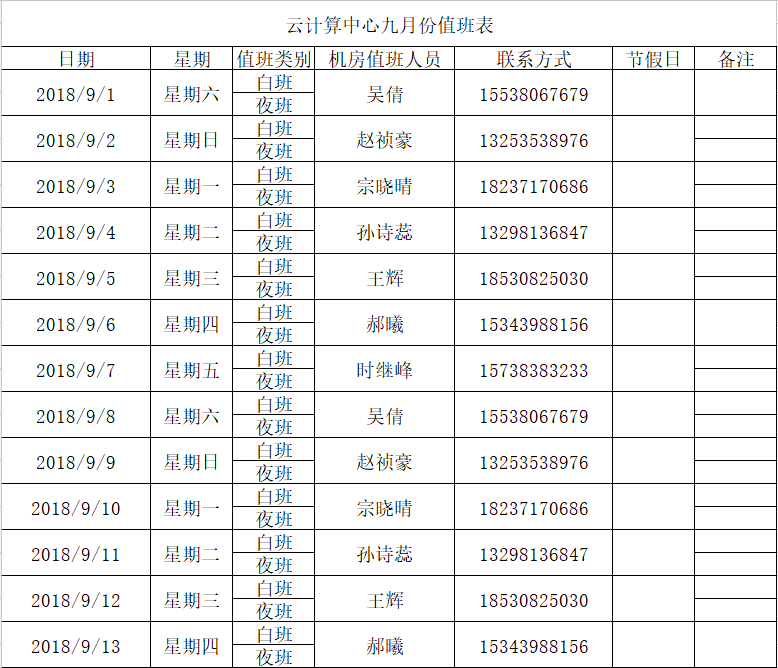 云计算中心九月份值班表
日期 星期 值班类别 机房值班人员 联系方式 节假日 备注
2018/9/1 星期六 白班 吴倩 15538067679
夜班
2018/9/2 星期日 白班 赵祯豪 13253538976
夜班
2018/9/3 星期一 白班 宗晓晴 18237170686
夜班
2018/9/4 星期二 白班 孙诗蕊 13298136847
夜班
2018/9/5 星期三 白班 王辉 18530825030
夜班
2018/9/6 星期四 白班 郝曦 15343988156
夜班
2018/9/7 星期五 白班 时继峰 15738383233
夜班
2018/9/8 星期六 白班 吴倩 15538067679
夜班
2018/9/9 星期日 白班 赵祯豪 13253538976
夜班
2018/9/10 星期一 白班 宗晓晴 18237170686
夜班
2018/9/11 星期二 白班 孙诗蕊 13298136847
夜班
2018/9/12 星期三 白班 王辉 18530825030
夜班
2018/9/13 星期四 白班 郝曦 15343988156
夜班